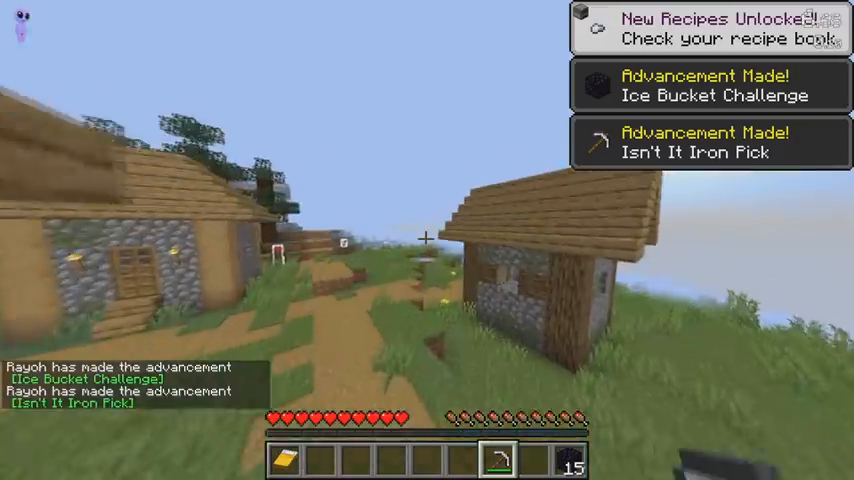 New Recipes Unlocked!
Check your recipe book
Advancement Made!
Ice Bucket Challenge
Advancement Made!
Isn't It Iron Pick
Rayoh has made the advancement
[Ice Bucket Challenge]
Rayoh has made the advancement
[Isn't It Iron Pick]
15